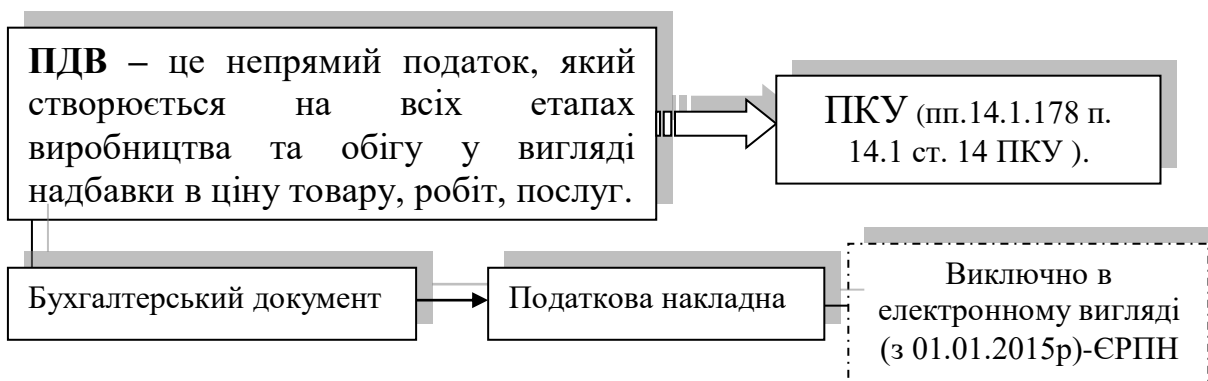 ПДВ – це непрямий податок, який
створюється на всіх етапах
виробництва та обігу у вигляді
надбавки в ціну товару, робіт, послуг.
ПКУ (пп.14.1.178 п.
14.1 ст. 14 ПКУ ).
Бухгалтерський документ
Податкова накладна
Виключно в
електронному вигляді
(з 01.01.2015р)-ЄРПН